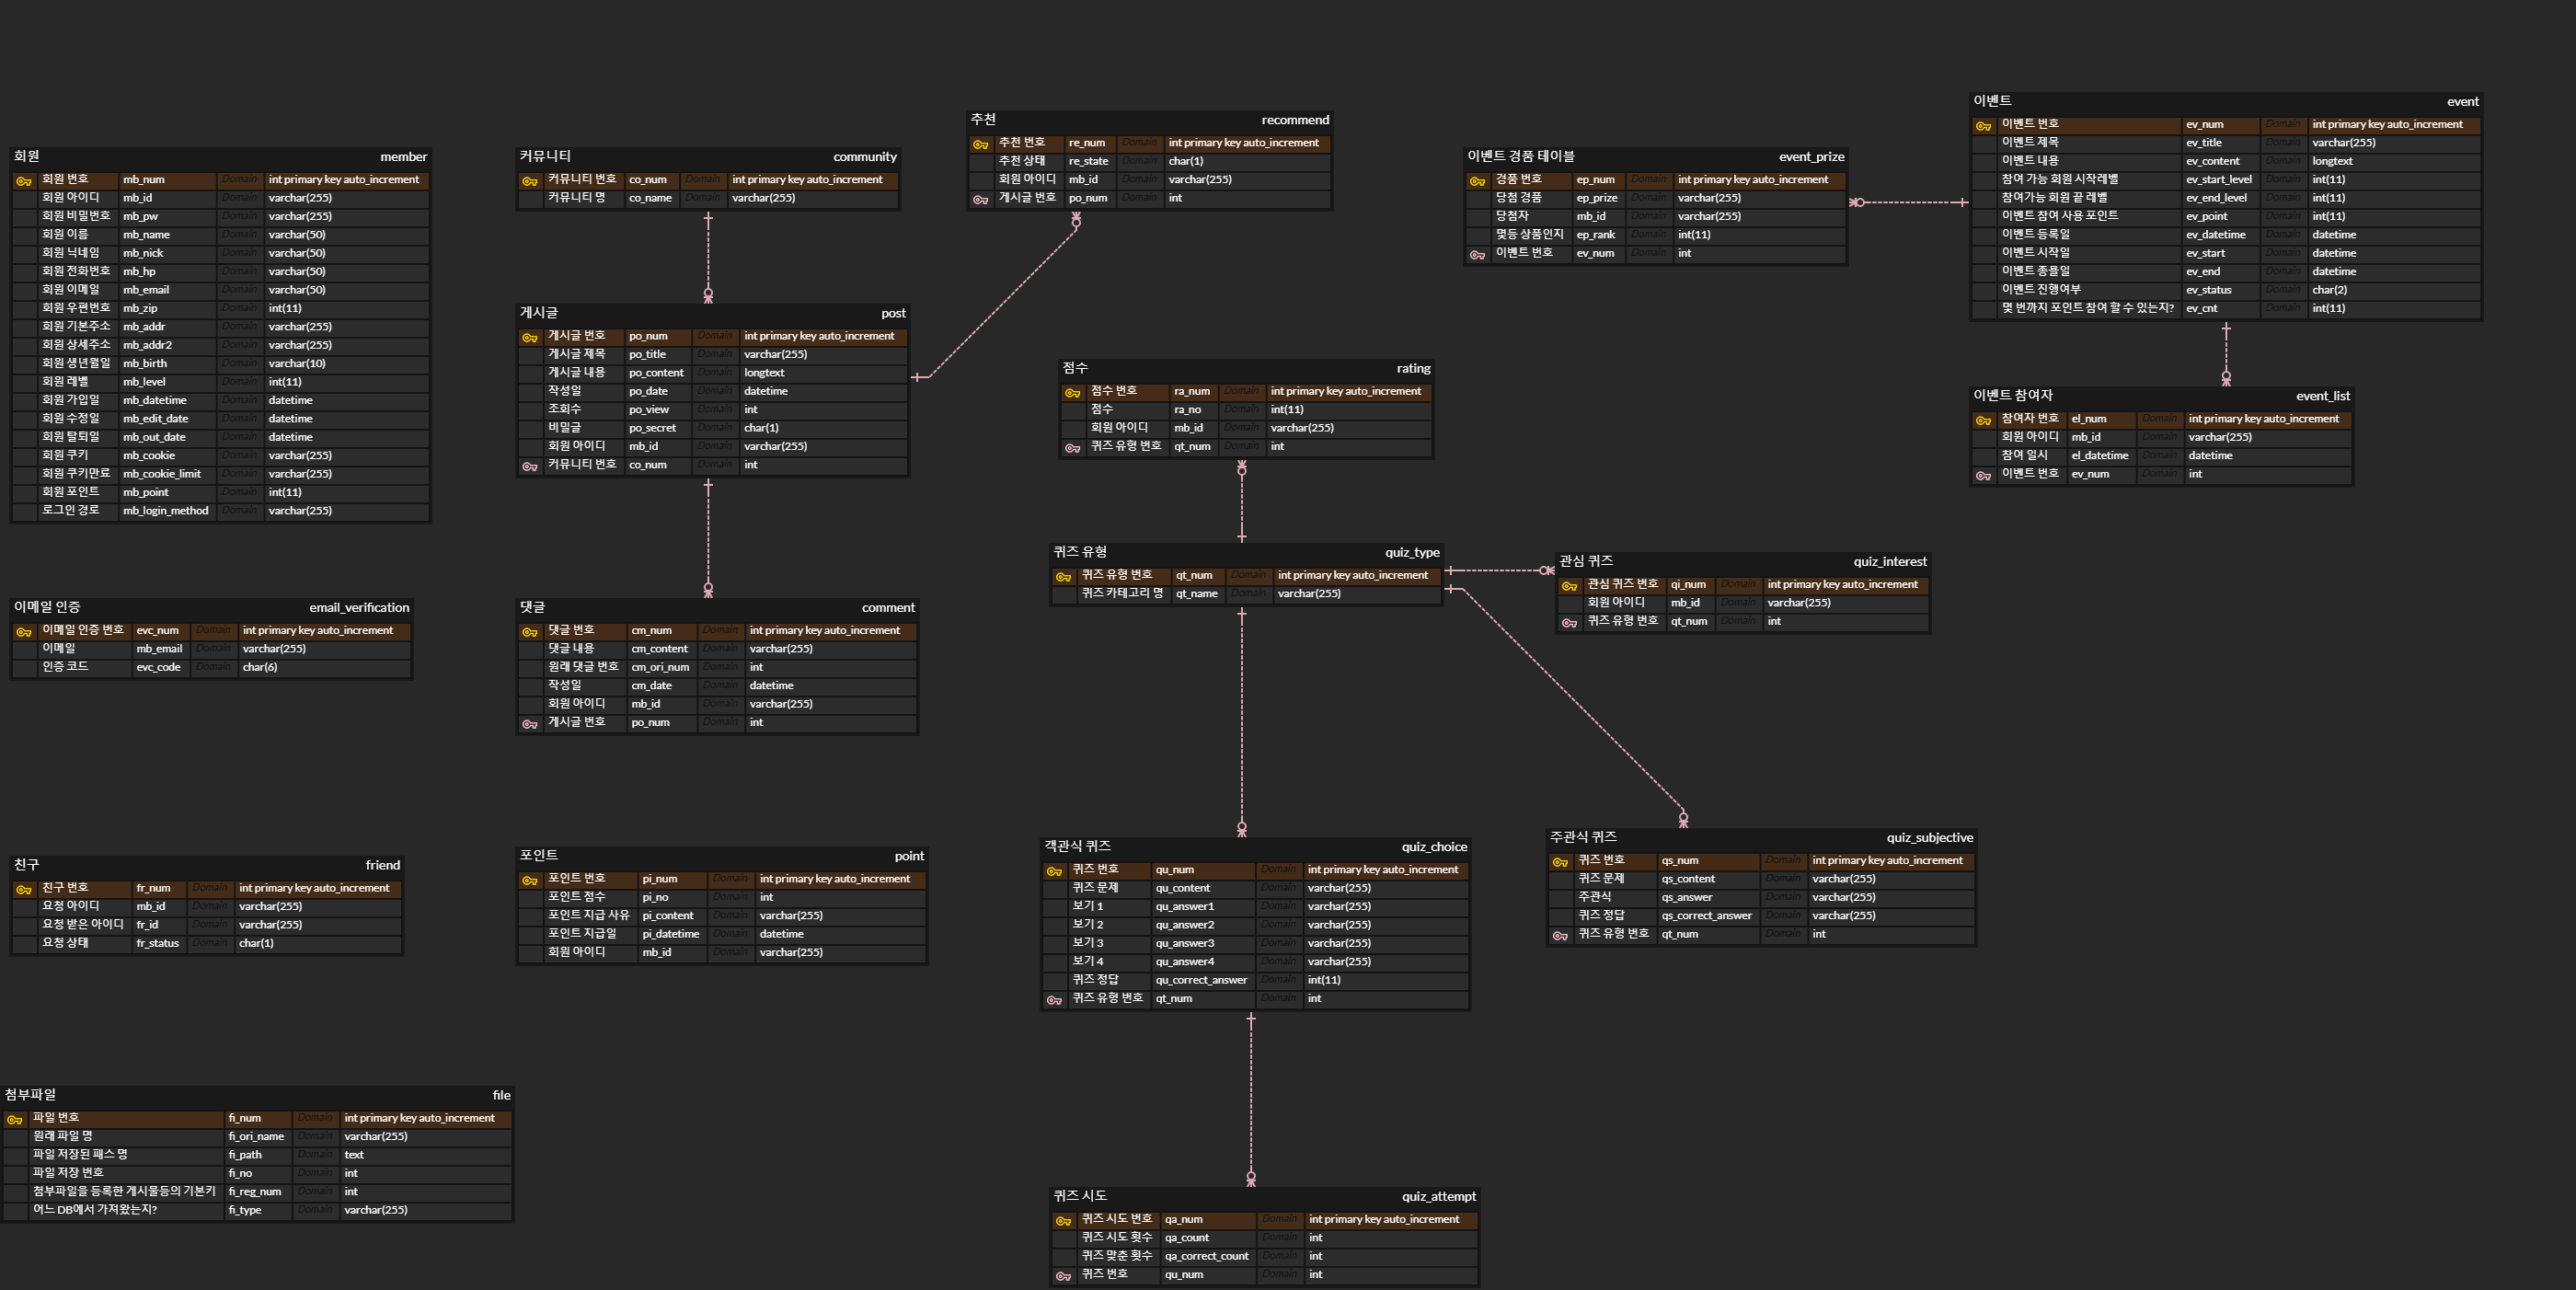 회원 member
회원 번호 mb_num Domain int primary key auto_increment
회원 아이디 mb_id Domain varchar(255)
회원 비밀번호 mb_pw Domain varchar(255)
회원 이름 mb_name Domain varchar(50)
회원 닉네임 mb_nick Domain varchar(50)
회원 전화번호 mb_hp Domain varchar(50)
회원 이메일 mb_email Domain varchar(50)
회원 우편번호 mb_zip Domain int(11)
회원 기본주소 mb_addr Domain varchar(255)
회원 상세주소 mb_addr2 Domain varchar(255)
회원 생년월일 mb_birth Domain varchar(10)
회원 레벨 mb_level Domain int(11)
회원 가입일 mb_datetime Domain datetime
회원 수정일 mb_edit_date Domain datetime
회원 탈퇴일 mb_out_date Domain datetime
회원 쿠키 mb_cookie Domain varchar(255)
회원 쿠키만료 mb_cookie_limit Domain varchar(255)
회원 포인트 mb_point Domain int(11)
로그인 경로 mb_login_method Domain varchar(255)
이메일 인증 email_verification
이메일 인증 번호 evc_num Domain int primary key auto_increment
이메일 mb_email Domain varchar(255)
인증 코드 evc_code Domain char(6)
친구 friend
친구 번호 fr_num Domain int primary key auto_increment
요청 아이디 mb_id Domain varchar(255)
요청 받은 아이디 fr_id Domain varchar(255)
요청 상태 fr_status Domain char(1)
첨부파일 file
파일 번호 fi_num Domain int primary key auto_increment
원래 파일 명 fi_ori_name Domain varchar(255)
파일 저장된 패스 명 fi_path Domain text
파일 저장 번호 fi_no Domain int
첨부파일을 등록한 게시물등의 기본키 fi_reg_num Domain int
어느 DB에서 가져왔는지? fi_type Domain varchar(255)
커뮤니티 community
커뮤니티 번호 co_num Domain int primary key auto_increment
커뮤니티 명 co_name Domain varchar(255)
게시글 post
게시글 번호 po_num Domain int primary key auto_increment
게시글 제목 po_title Domain varchar(255)
게시글 내용 po_content Domain longtext
작성일 po_date Domain datetime
조회수 po_view Domain int
비밀글 po_secret Domain char(1)
회원 아이디 mb_id Domain varchar(255)
커뮤니티 번호 co_num Domain int
댓글 comment
댓글 번호 cm_num Domain int primary key auto_increment
댓글 내용 cm_content Domain varchar(255)
원래 댓글 번호 cm_ori_num Domain int
작성일 cm_date Domain datetime
회원 아이디 mb_id Domain varchar(255)
게시글 번호 po_num Domain int
포인트 point
포인트 번호 pi_num Domain int primary key auto_increment
포인트 점수 pi_no Domain int
포인트 지급 사유 pi_content Domain varchar(255)
포인트 지급일 pi_datetime Domain datetime
회원 아이디 mb_id Domain varchar(255)
추천 recommend
추천 번호 re_num Domain int primary key auto_increment
추천 상태 re_state Domain char(1)
회원 아이디 mb_id Domain varchar(255)
게시글 번호 po_num Domain int
점수 rating
점수 번호 ra_num Domain int primary key auto_increment
점수 ra_no Domain int(11)
회원 아이디 mb_id Domain varchar(255)
퀴즈 유형 번호 qt_num Domain int
퀴즈 유형 quiz_type
퀴즈 유형 번호 qt_num Domain int primary key auto_increment
퀴즈 카테고리 명 qt_name Domain varchar(255)
객관식 퀴즈 quiz_choice
퀴즈 번호 qu_num Domain int primary key auto_increment
퀴즈 문제 qu_content Domain varchar(255)
보기 1 qu_answer1 Domain varchar(255)
보기 2 qu_answer2 Domain varchar(255)
보기 3 qu_answer3 Domain varchar(255)
보기 4 qu_answer4 Domain varchar(255)
퀴즈 정답 qu_correct_answer Domain int(11)
퀴즈 유형 번호 qt_num Domain int
퀴즈 시도 quiz_attempt
퀴즈 시도 번호 qa_num Domain int primary key auto_increment
퀴즈 시도 횟수 qa_count Domain int
퀴즈 맞춘 횟수 qa_correct_count Domain int
퀴즈 번호 qu_num Domain int
이벤트 경품 테이블 event_prize
경품 번호 ep_num Domain int primary key auto_increment
당첨 경품 ep_prize Domain varchar(255)
당첨자 mb_id Domain varchar(255)
몇등 상품인지 ep_rank Domain int(11)
이벤트 번호 ev_num Domain int
관심 퀴즈 quiz_interest
관심 퀴즈 번호 qi_num Domain int primary key auto_increment
회원 아이디 mb_id Domain varchar(255)
퀴즈 유형 번호 qt_num Domain int
주관식 퀴즈 quiz_subjective
퀴즈 번호 qs_num Domain int primary key auto_increment
퀴즈 문제 qs_content Domain varchar(255)
주관식 qs_answer Domain varchar(255)
퀴즈 정답 qs_correct_answer Domain varchar(255)
퀴즈 유형 번호 qt_num Domain int
이벤트 event
이벤트 번호 ev_num Domain int primary key auto_increment
이벤트 제목 ev_title Domain varchar(255)
이벤트 내용 ev_content Domain longtext
참여 가능 회원 시작레벨 ev_start_level Domain int(11)
참여가능 회원 끝 레벨 ev_end_level Domain int(11)
이벤트 참여 사용 포인트 ev_point Domain int(11)
이벤트 등록일 ev_datetime Domain datetime
이벤트 시작일 ev_start Domain datetime
이벤트 종룔일 ev_end Domain datetime
이벤트 진행여부 ev_status Domain char(2)
몇 번까지 포인트 참여 할 수 있는지? ev_cnt Domain int(11)
이벤트 참여자 event_list
참여자 번호 el_num Domain int primary key auto_increment
회원 아이디 mb_id Domain varchar(255)
참여 일시 el_datetime Domain datetime
이벤트 번호 ev_num Domain int